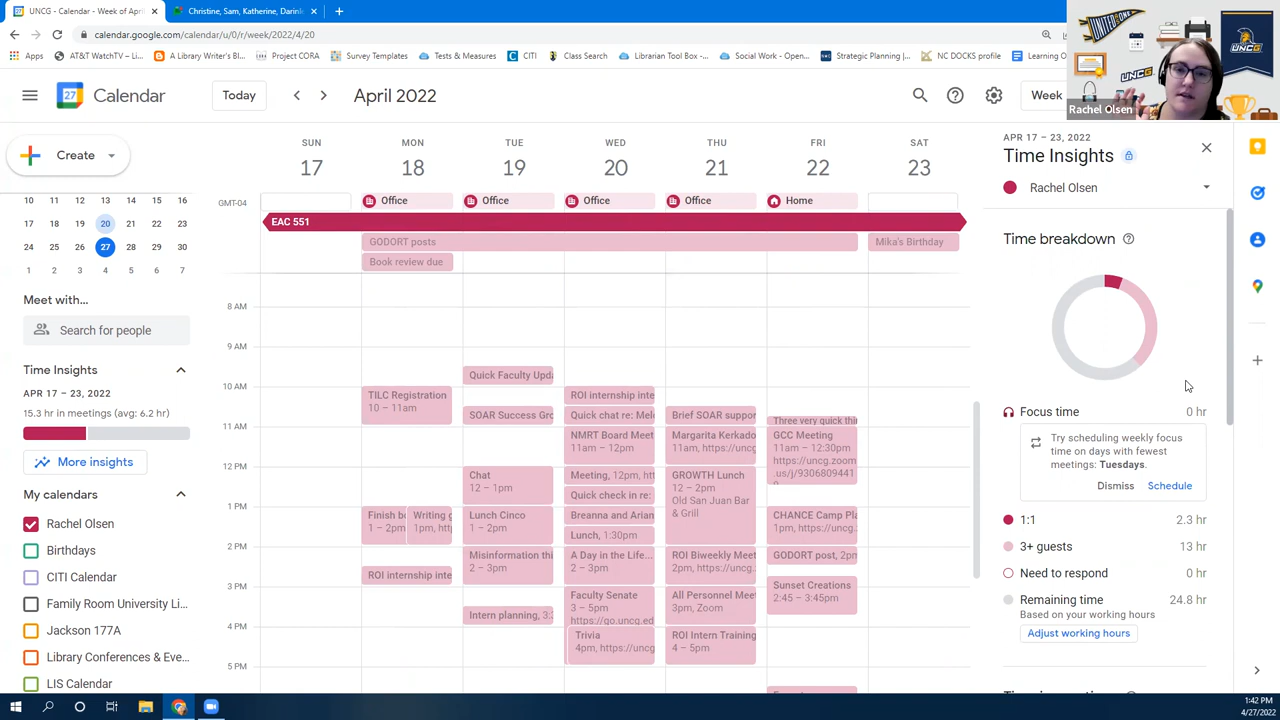 UNCG - Calendar - Week of April
Christine, Sam, Katherine, Darin
calendar.google.com/calendar/u/0/r/week/2022/4/20
Apps
AT&T WatchTV – Li...
A Library Writer's Bl...
Project CORA
Survey Templates
Tests & Measures
CITI
Class Search
Librarian Tool Box -...
Social Work - Open...
Strategic Planning |...
NC DOCKS profile
Learning O
UNITED
ONE
UNCG
UNCG
Rachel Olsen
27
Calendar
Today
April 2022
Week
Create
10 11 12 13 14 15 16
17 18 19 20 21 22 23
24 25 26 27 28 29 30
1 2 3 4 5 6 7
Meet with...
Search for people
Time Insights
APR 17 – 23, 2022
15.3 hr in meetings (avg: 6.2 hr)
More insights
My calendars
Rachel Olsen
Birthdays
CITI Calendar
Family Room University Li...
Jackson 177A
Library Conferences & Eve...
LIS Calendar
SUN MON TUE WED THU FRI SAT
17 18 19 20 21 22 23
GMT-04
Office
Office
Office
Office
Home
EAC 551
GODORT posts
Mika's Birthday
Book review due
8 AM
9 AM
10 AM
11 AM
12 PM
1 PM
2 PM
3 PM
4 PM
5 PM
TILC Registration
10 – 11am
1 – 2pm
ROI internship inte
Quick Faculty Upda
SOAR Success Gro
Chat
12 – 1pm
Lunch Cinco
1 – 2pm
Misinformation thi
2 – 3pm
Intern planning, 3:3
ROI internship inte
Quick chat re: Mel
NMRT Board Meet
11am – 12pm
Meeting, 12pm, htt
Quick check in re:
Breanna and Arian
Lunch, 1:30pm
A Day in the Life...
2 – 3pm
Faculty Senate
3 – 5pm
https://go.uncg.ed
Trivia
4pm, https://uncg
Brief SOAR suppor
Margarita Kerkado
11am, https://uncg
GROWTH Lunch
12 – 2pm
Old San Juan Bar
& Grill
ROI Biweekly Meet
2pm, https://uncg.
All Personnel Meet
3pm, Zoom
ROI Intern Training
4 – 5pm
Three very quick thi
GCC Meeting
11am – 12:30pm
https://uncg.zoom
.us/j/9306809441
CHANCE Camp Pla
1pm, https://uncg.
GODORT post, 2pm
Sunset Creations
2:45 – 3:45pm
APR 17 – 23, 2022
Time Insights
Rachel Olsen
Time breakdown
Focus time 0 hr
Try scheduling weekly focus
time on days with fewest
meetings: Tuesdays.
Dismiss Schedule
1:1 2.3 hr
3+ guests 13 hr
Need to respond 0 hr
Remaining time 24.8 hr
Based on your working hours
Adjust working hours
1:42 PM
4/27/2022